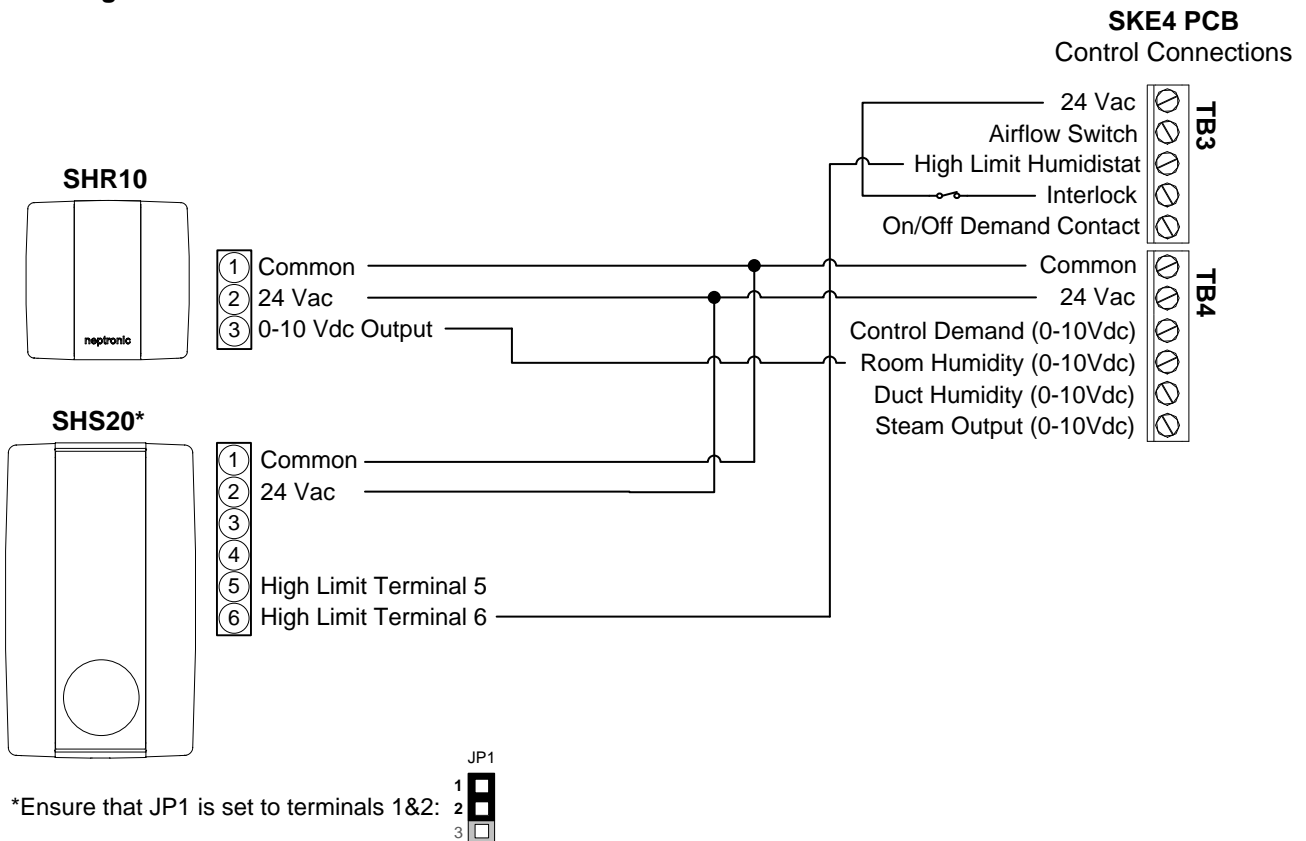 SKE4 PCB
Control Connections
24 Vac
Airflow Switch
High Limit Humidistat
Interlock
On/Off Demand Contact
TB3
Common
24 Vac
Control Demand (0-10Vdc)
Room Humidity (0-10Vdc)
Duct Humidity (0-10Vdc)
Steam Output (0-10Vdc)
TB4
SHR10
neptronic
1 Common
2 24 Vac
3 0-10 Vdc Output
SHS20*
1 Common
2 24 Vac
3
4
5 High Limit Terminal 5
6 High Limit Terminal 6
JP1
*Ensure that JP1 is set to terminals 1&2:
1
2
3